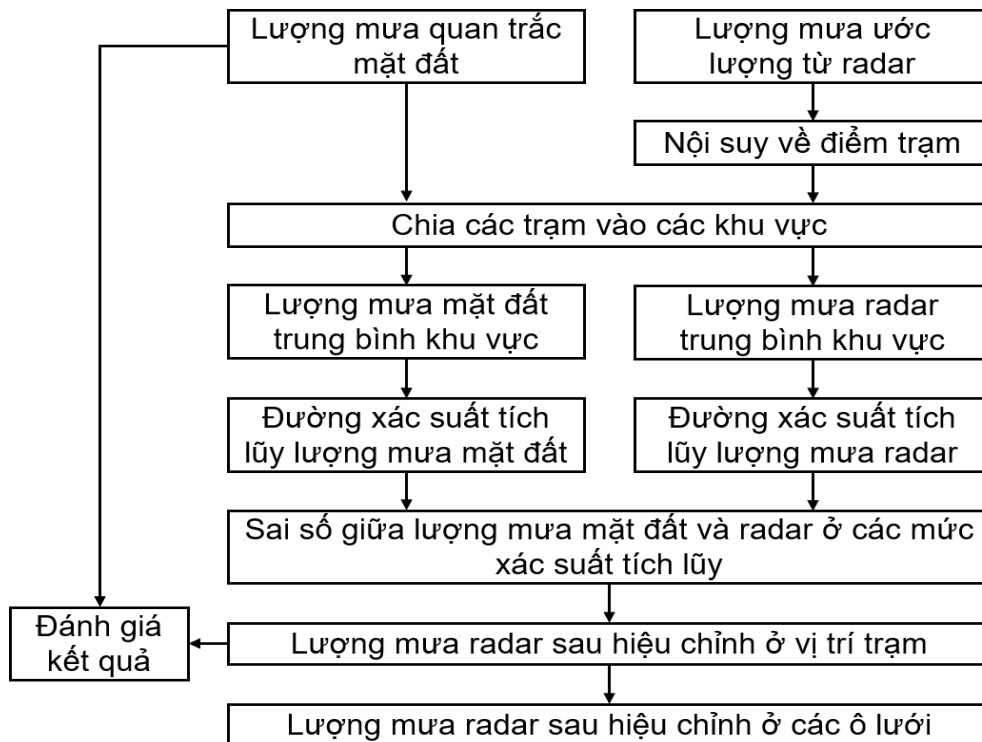 Lượng mưa quan trắc
mặt đất
Lượng mưa ước
lượng từ radar
Nội suy về điểm trạm
Chia các trạm vào các khu vực
Lượng mưa mặt đất
trung bình khu vực
Lượng mưa radar
trung bình khu vực
Đường xác suất tích
lũy lượng mưa mặt đất
Đường xác suất tích
lũy lượng mưa radar
Sai số giữa lượng mưa mặt đất và radar ở các mức
xác suất tích lũy
Đánh giá
kết quả
Lượng mưa radar sau hiệu chỉnh ở vị trí trạm
Lượng mưa radar sau hiệu chỉnh ở các ô lưới